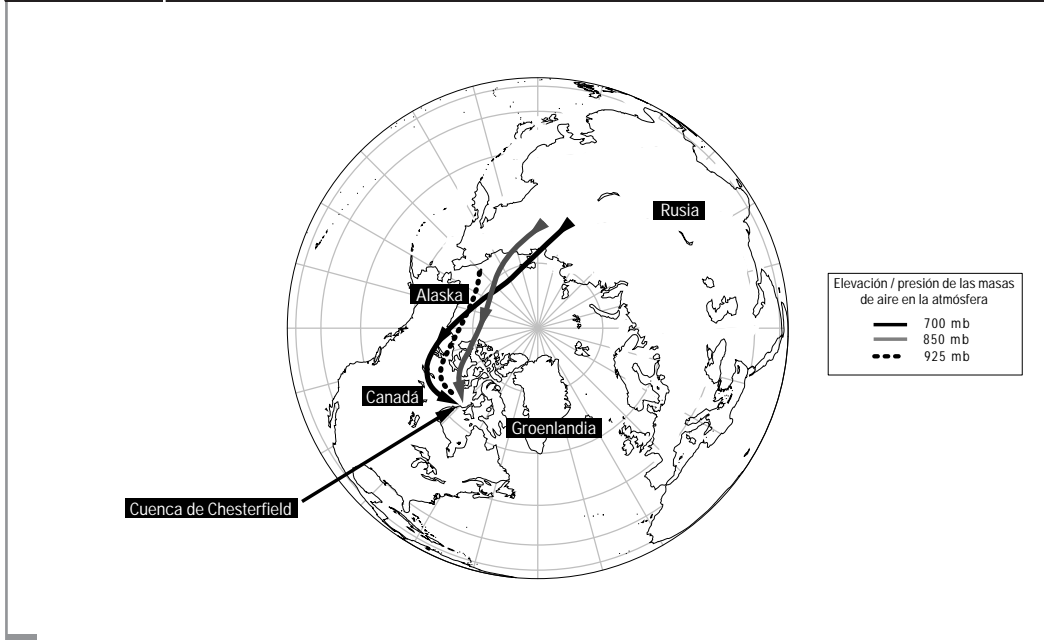 Rusia
Alaska
Canadá
Groenlandia
Cuenca de Chesterfield
Elevación / presión de las masas
de aire en la atmósfera
700 mb
850 mb
925 mb